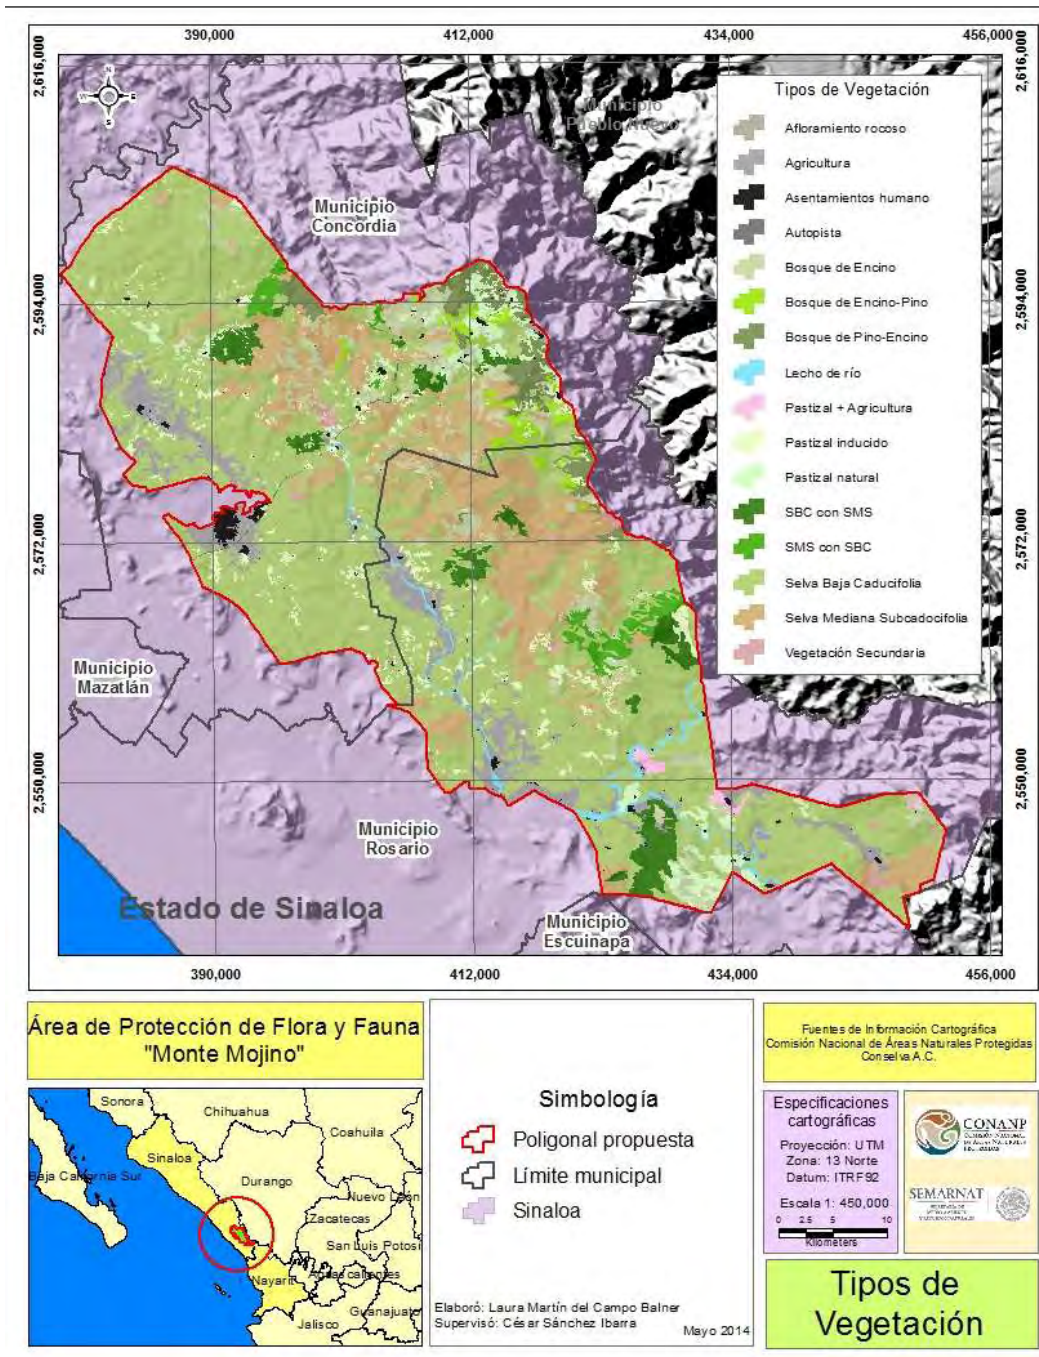 390,000 412,000 434,000 456,000
2,616,000
2,616,000
Municipio
Pueblo Nuevo
Municipio
Concordia
Tipos de Vegetación
Afloramiento rocoso
Agricultura
Asentamientos humano
Autopista
Bosque de Encino
Bosque de Encino-Pino
Bosque de Pino-Encino
Lecho de río
Pastizal + Agricultura
Pastizal inducido
Pastizal natural
SBC con SMS
SMS con SBC
Selva Baja Caducifolia
Selva Mediana Subcadocifolia
Vegetación Secundaria
2,594,000
2,594,000
2,572,000
2,572,000
Municipio
Mazatlán
2,550,000
2,550,000
Municipio
Rosario
Estado de Sinaloa
Municipio
Escuinapa
390,000 412,000 434,000 456,000
N
W E
S
Área de Protección de Flora y Fauna
"Monte Mojino"
Sonora
Chihuahua
Coahuila
Sinaloa
Baja California Sur
Durango
Nuevo León
Zacatecas
San Luis Potosí
Nayarit
Aguascalientes
Guanajuato
Jalisco
Simbología
Poligonal propuesta
Límite municipal
Sinaloa
Elaboró: Laura Martín del Campo Balner
Supervisó: César Sánchez Ibarra
Mayo 2014
Fuentes de Información Cartográfica
Comisión Nacional de Áreas Naturales Protegidas
Conselva A.C.
Especificaciones
cartográficas
Proyección: UTM
Zona: 13 Norte
Datum: ITRF92
Escala 1: 450,000
0 2.5 5 10
Kilometers
CONANP
COMISIÓN NACIONAL
DE ÁREAS NATURALES
PROTEGIDAS
SEMARNAT
Tipos de
Vegetación